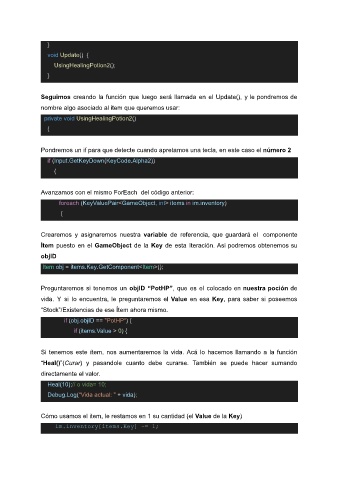 }
void Update() {
UsingHealingPotion2();
}
Seguimos creando la función que luego será llamada en el Update(), y le pondremos de
nombre algo asociado al ítem que queremos usar:
private void UsingHealingPotion2()
{
Pondremos un if para que detecte cuando apretamos una tecla, en este caso el número 2
if (Input.GetKeyDown(KeyCode.Alpha2))
{
Avanzamos con el mismo ForEach del código anterior:
foreach (KeyValuePair<GameObject, int> items in im.inventory)
{
Crearemos y asignaremos nuestra variable de referencia, que guardará el componente
Ítem puesto en el GameObject de la Key de esta iteración. Así podremos obtenemos su
objID
Item obj = items.Key.GetComponent<Item>();
Preguntaremos si tenemos un objID “PotHP”, que es el colocado en nuestra poción de
vida. Y si lo encuentra, le preguntaremos el Value en esa Key, para saber si poseemos
“Stock”/Existencias de ese Ítem ahora mismo.
if (obj.objID == "PotHP") {
if (items.Value > 0) {
Si tenemos este ítem, nos aumentaremos la vida. Acá lo hacemos llamando a la función
“Heal()”(Curar) y pasandole cuanto debe curarse. También se puede hacer sumando
directamente el valor.
Heal(10);// o vida+ 10;
Debug.Log("Vida actual: " + vida);
Cómo usamos el item, le restamos en 1 su cantidad (el Value de la Key)
im.inventory[items.Key] -= 1;